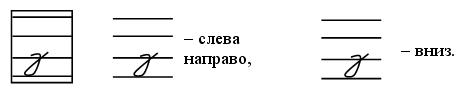 – слева
направо,
– вниз.